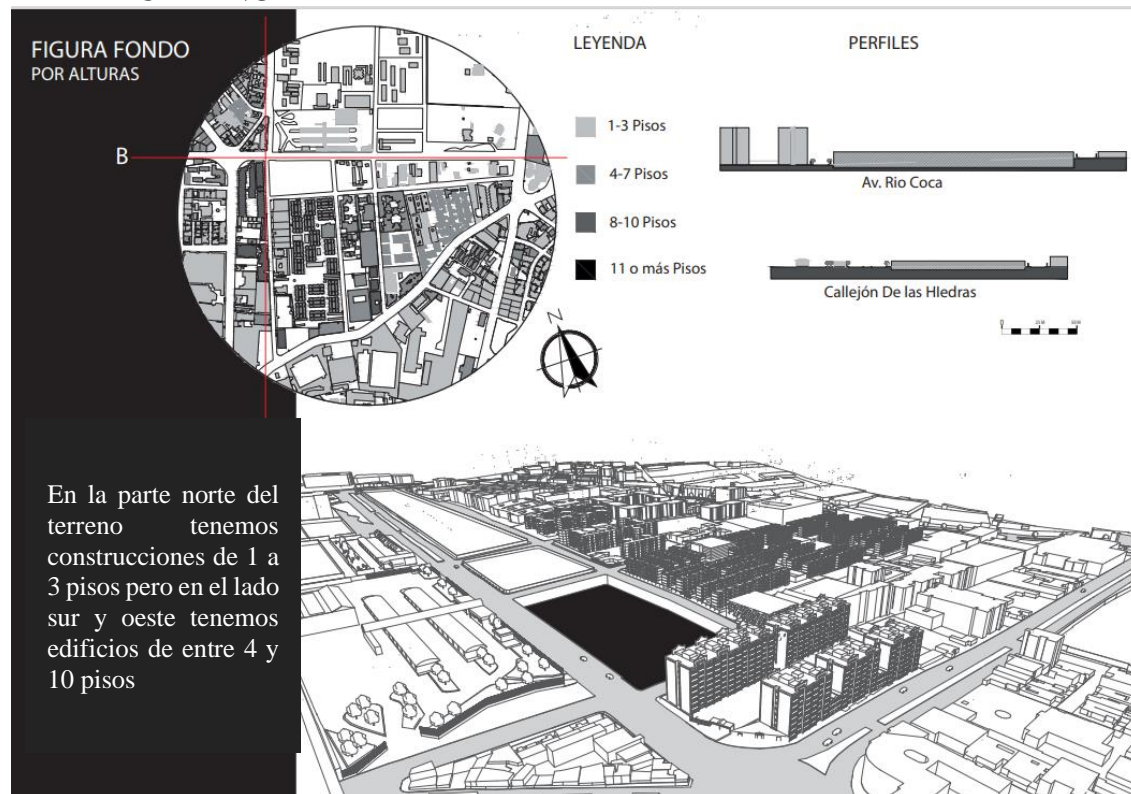 FIGURA FONDO
POR ALTURAS
B
LEYENDA
1-3 Pisos
4-7 Pisos
8-10 Pisos
11 o más Pisos
PERFILES
Av. Rio Coca
Callejón De las HIedras
N
En la parte norte del
terreno tenemos
construcciones de 1 a
3 pisos pero en el lado
sur y oeste tenemos
edificios de entre 4 y
10 pisos